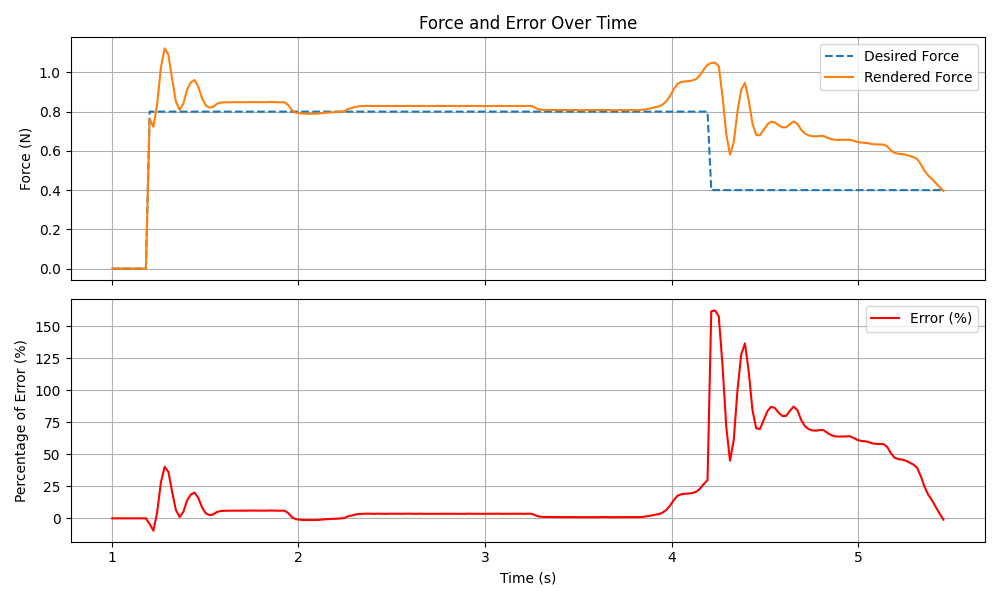 Force and Error Over Time
Force (N)
1.0
0.8
0.6
0.4
0.2
0.0
Desired Force
Rendered Force
Percentage of Error (%)
150
125
100
75
50
25
0
Error (%)
1 2 3 4 5
Time (s)